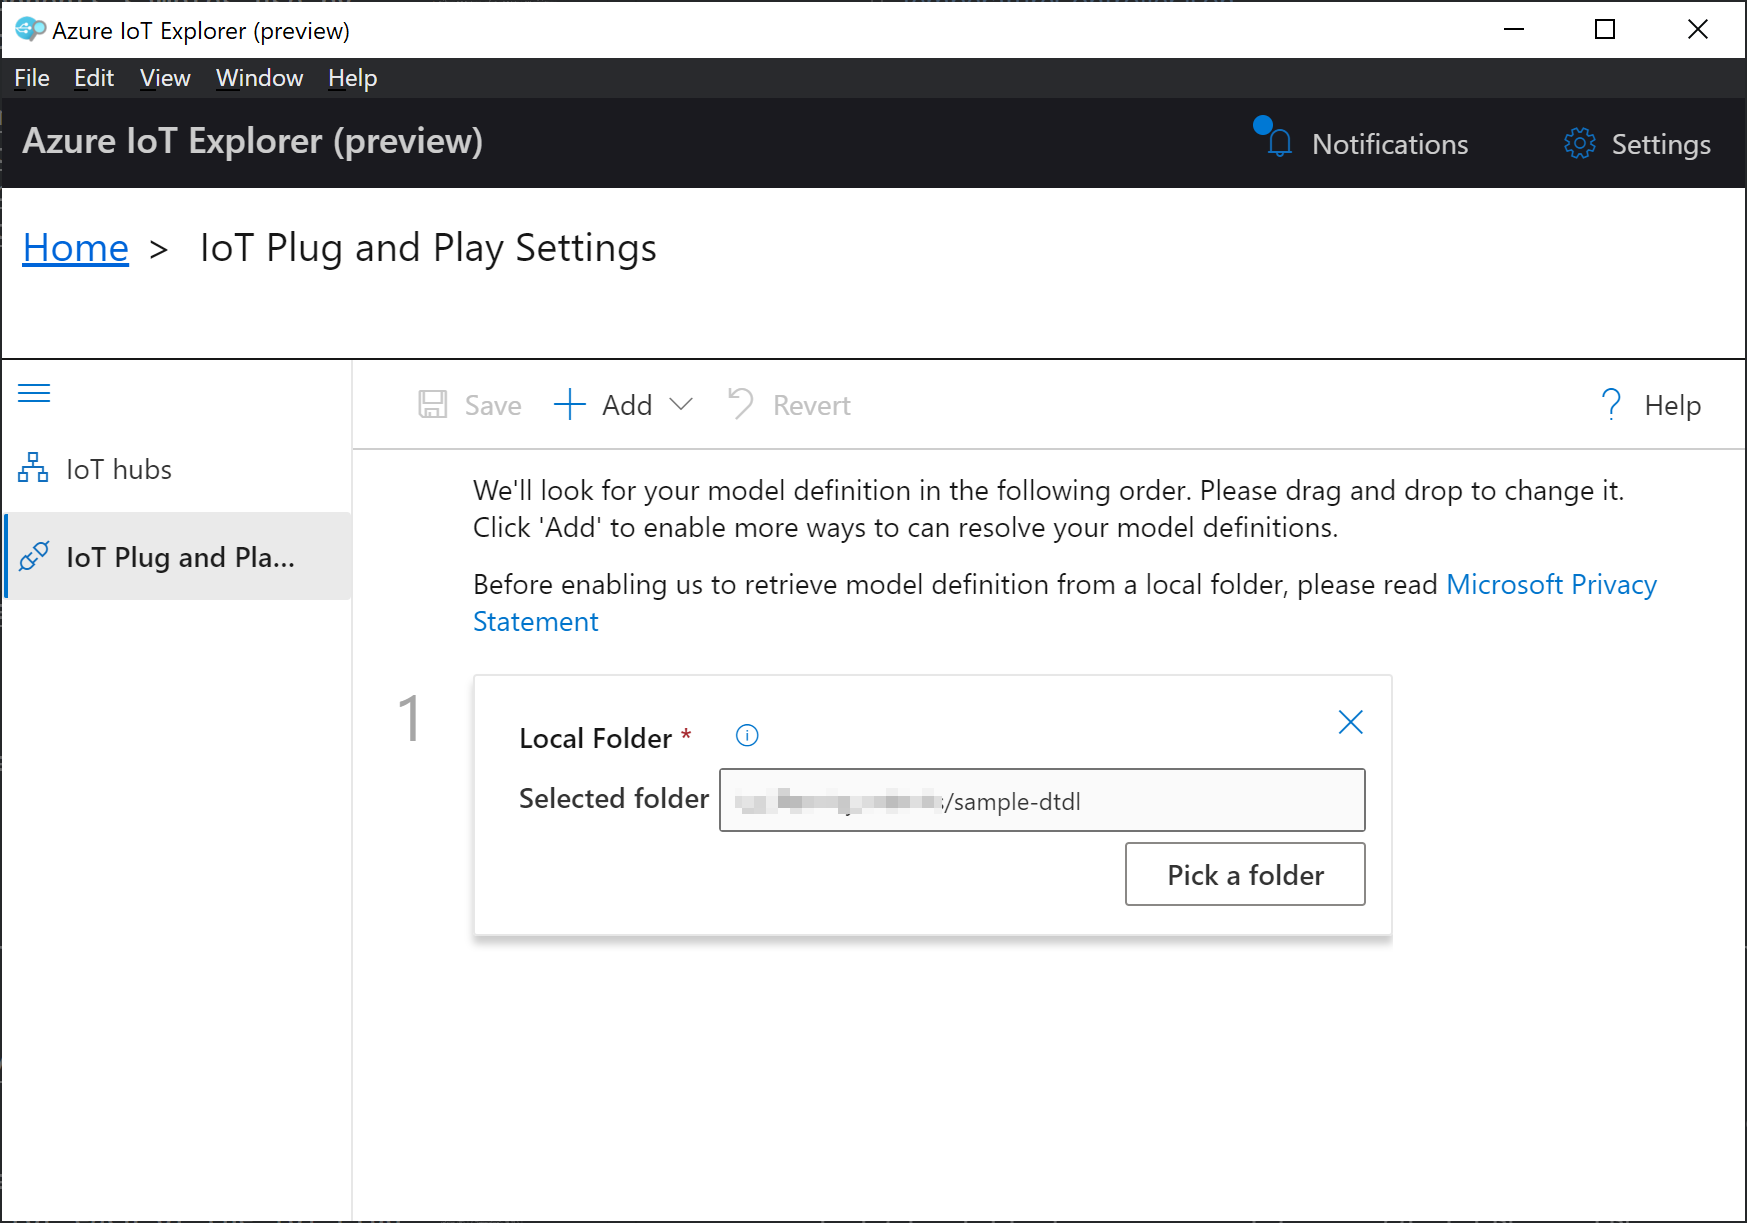 Azure IoT Explorer (preview)
File Edit View Window Help
Azure IoT Explorer (preview)
Notifications
Settings
Home > IoT Plug and Play Settings
Save
Add
Revert
Help
IoT hubs
IoT Plug and Pla...
We'll look for your model definition in the following order. Please drag and drop to change it.
Click 'Add' to enable more ways to can resolve your model definitions.
Before enabling us to retrieve model definition from a local folder, please read Microsoft Privacy
Statement
1
Local Folder *
Selected folder
/sample-dtdl
Pick a folder